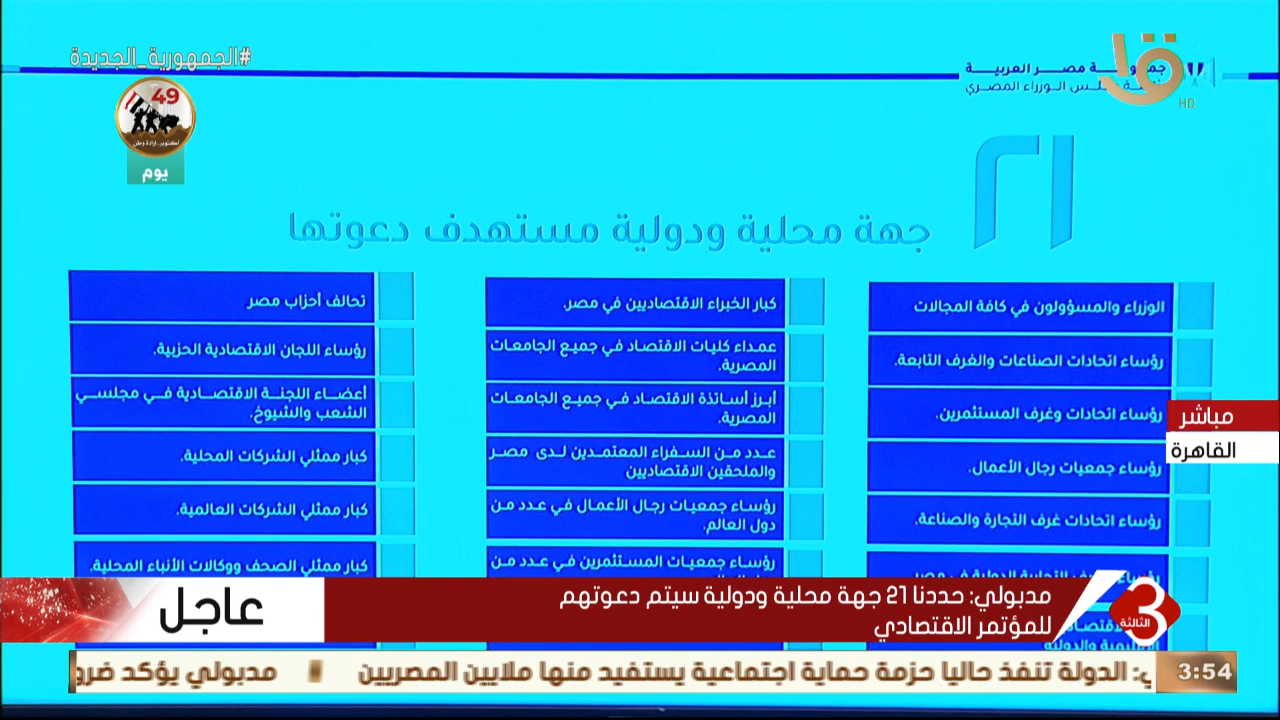 #الجمهورية_الجديدة
جمهورية مصر العربية
رئاسة مجلس الوزراء المصري
HD
49
أكتوبر.. إرادة وطن
يوم
٢١
جهة محلية ودولية مستهدف دعوتها
الوزراء والمسؤولون في كافة المجالات
رؤساء اتحادات الصناعات والغرف التابعة.
رؤساء اتحادات وغرف المستثمرين.
رؤساء جمعيات رجال الأعمال.
رؤساء اتحادات غرف التجارة والصناعة.
كبار الخبراء الاقتصاديين في مصر.
عمداء كليات الاقتصاد في جميع الجامعات
المصرية.
أبرز أساتذة الاقتصاد في جميع الجامعات
المصرية.
عدد من السفراء المعتمدين لدى مصر
والملحقين الاقتصاديين
رؤساء جمعيات رجال الأعمال في عدد من
دول العالم.
رؤساء جمعيات المستثمرين في عدد من
تحالف أحزاب مصر
رؤساء اللجان الاقتصادية الحزبية.
أعضاء اللجنة الاقتصادية في مجلسي
الشعب والشيوخ.
كبار ممثلي الشركات المحلية.
كبار ممثلي الشركات العالمية.
كبار ممثلي الصحف ووكالات الأنباء المحلية.
مباشر
القاهرة
3
الثالثة
مدبولي: حددنا 21 جهة محلية ودولية سيتم دعوتهم
للمؤتمر الاقتصادي
عاجل
3:54
ي: الدولة تنفذ حاليا حزمة حماية اجتماعية يستفيد منها ملايين المصريين
مدبولي يؤكد ضرو